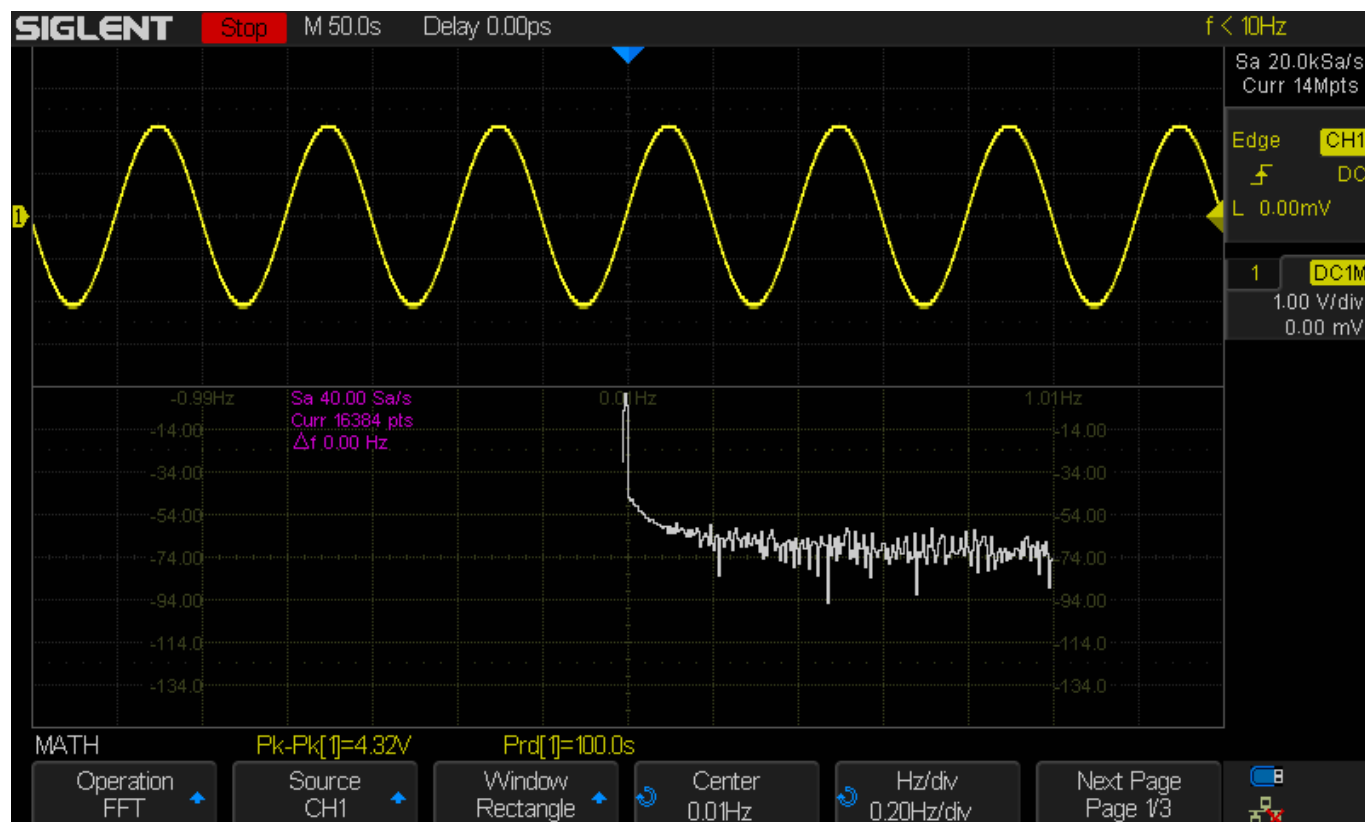 SIGLENT Stop M 50.0s Delay 0.00ps f < 10Hz
Sa 20.0kSa/s
Curr 14Mpts
Edge CH1
DC
L 0.00mV
1
1 DC1M
1.00 V/div
0.00 mV
-0.99Hz Sa 40.00 Sa/s 0.01Hz 1.01Hz
Curr 16384 pts
-14.00 -14.00
△f 0.00 Hz
-34.00 -34.00
-54.00 -54.00
-74.00 -74.00
-94.00 -94.00
-114.0 -114.0
-134.0 -134.0
MATH Pk-Pk[1]=4.32V Prd[1]=100.0s
Operation Source Window Center Hz/div Next Page
FFT CH1 Rectangle 0.01Hz 0.20Hz/div Page 1/3